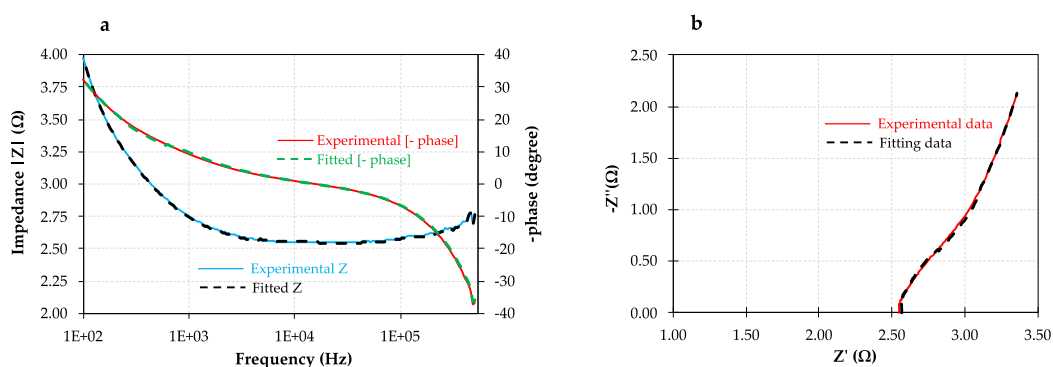 a
Impedance |Z| (Ω)
4.00
3.75
3.50
3.25
3.00
2.75
2.50
2.25
2.00
Experimental [- phase]
Fitted [- phase]
Experimental Z
Fitted Z
40
30
20
10
0
-10
-20
-30
-40
-phase (degree)
1E+02
1E+03
1E+04
1E+05
Frequency (Hz)
b
-Z''(Ω)
2.00
1.50
1.00
0.50
0.00
Experimental data
Fitting data
1.00
1.50
2.00
2.50
3.00
3.50
Z' (Ω)